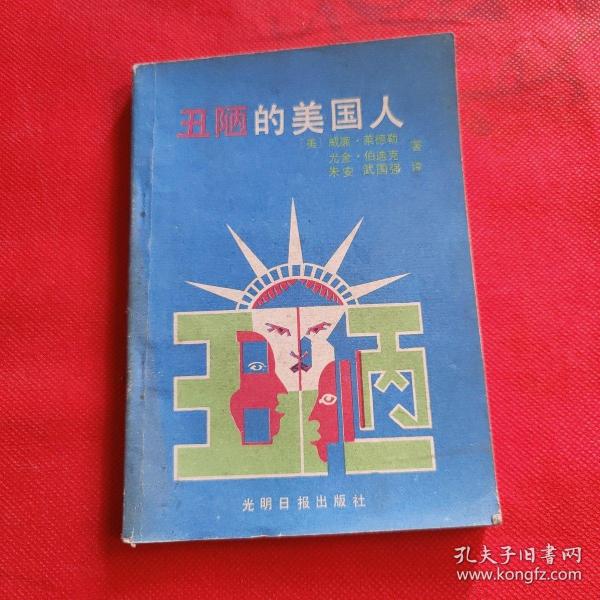 丑陋的美国人
[美]威廉·莱德勒
尤金·伯迪克 著
朱安 武国强 译
丑陋
光明日报出版社
孔夫子旧书网
www.kongfz.com